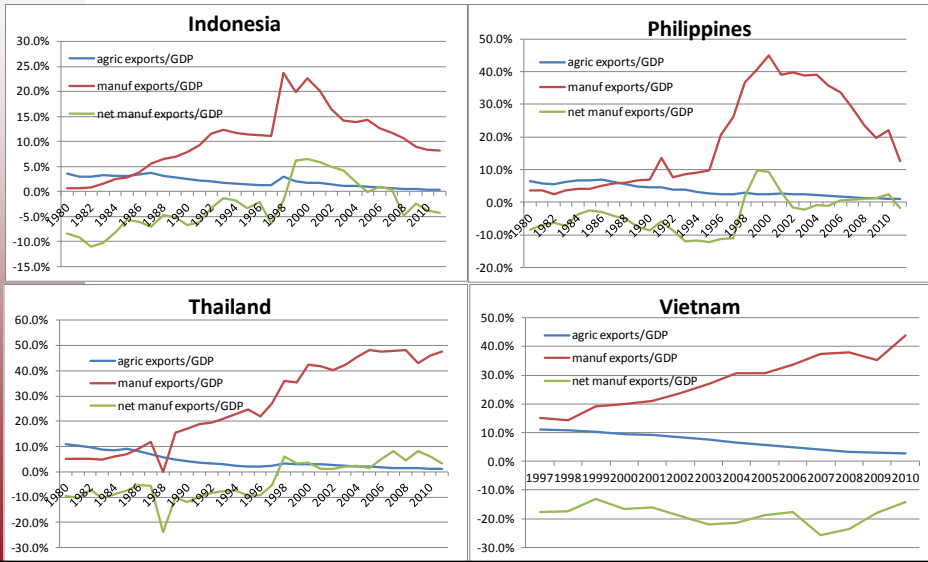 Indonesia
30.0%
25.0%
20.0%
15.0%
10.0%
5.0%
0.0%
-5.0%
-10.0%
-15.0%
agric exports/GDP
manuf exports/GDP
net manuf exports/GDP
1980 1982 1984 1986 1988 1990 1992 1994 1996 1998 2000 2002 2004 2006 2008 2010
Philippines
50.0%
40.0%
30.0%
20.0%
10.0%
0.0%
-10.0%
-20.0%
agric exports/GDP
manuf exports/GDP
net manuf exports/GDP
1980 1982 1984 1986 1988 1990 1992 1994 1996 1998 2000 2002 2004 2006 2008 2010
Thailand
60.0%
50.0%
40.0%
30.0%
20.0%
10.0%
0.0%
-10.0%
-20.0%
-30.0%
agric exports/GDP
manuf exports/GDP
net manuf exports/GDP
1980 1982 1984 1986 1988 1990 1992 1994 1996 1998 2000 2002 2004 2006 2008 2010
Vietnam
50.0%
40.0%
30.0%
20.0%
10.0%
0.0%
-10.0%
-20.0%
-30.0%
agric exports/GDP
manuf exports/GDP
net manuf exports/GDP
1997 1998 1999 2000 2001 2002 2003 2004 2005 2006 2007 2008 2009 2010